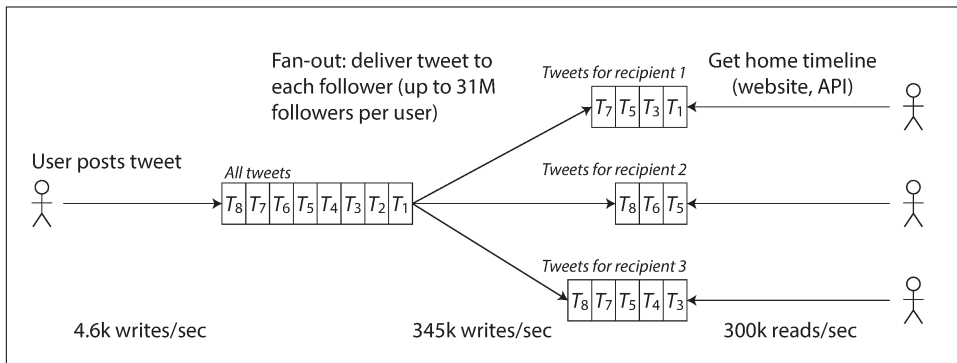 Fan-out: deliver tweet to
each follower (up to 31M
followers per user)
Tweets for recipient 1
T₇ T₅ T₃ T₁
Get home timeline
(website, API)
User posts tweet
All tweets
T₈ T₇ T₆ T₅ T₄ T₃ T₂ T₁
Tweets for recipient 2
T₈ T₆ T₅
Tweets for recipient 3
T₈ T₇ T₅ T₄ T₃
4.6k writes/sec
345k writes/sec
300k reads/sec